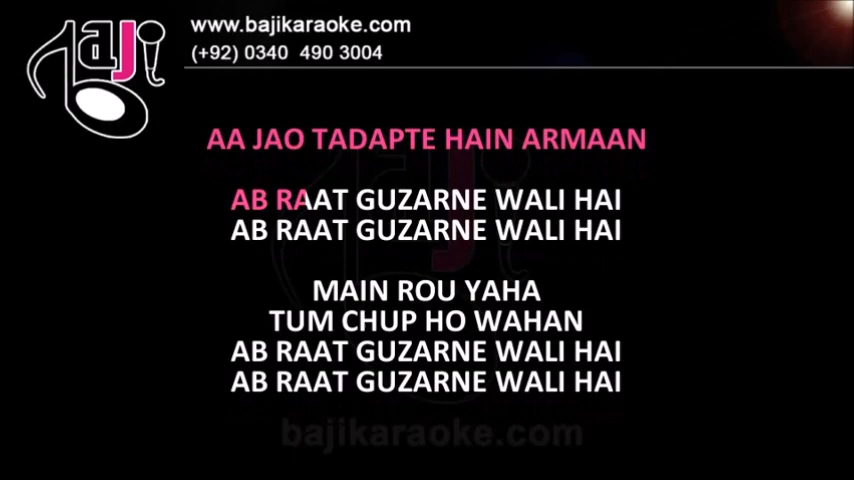 www.bajikaraoke.com
(+92) 0340 490 3004
baji
AA JAO TADAPTE HAIN ARMAAN
AB RAAT GUZARNE WALI HAI
AB RAAT GUZARNE WALI HAI
MAIN ROU YAHA
TUM CHUP HO WAHAN
AB RAAT GUZARNE WALI HAI
AB RAAT GUZARNE WALI HAI
bajikaraoke.com